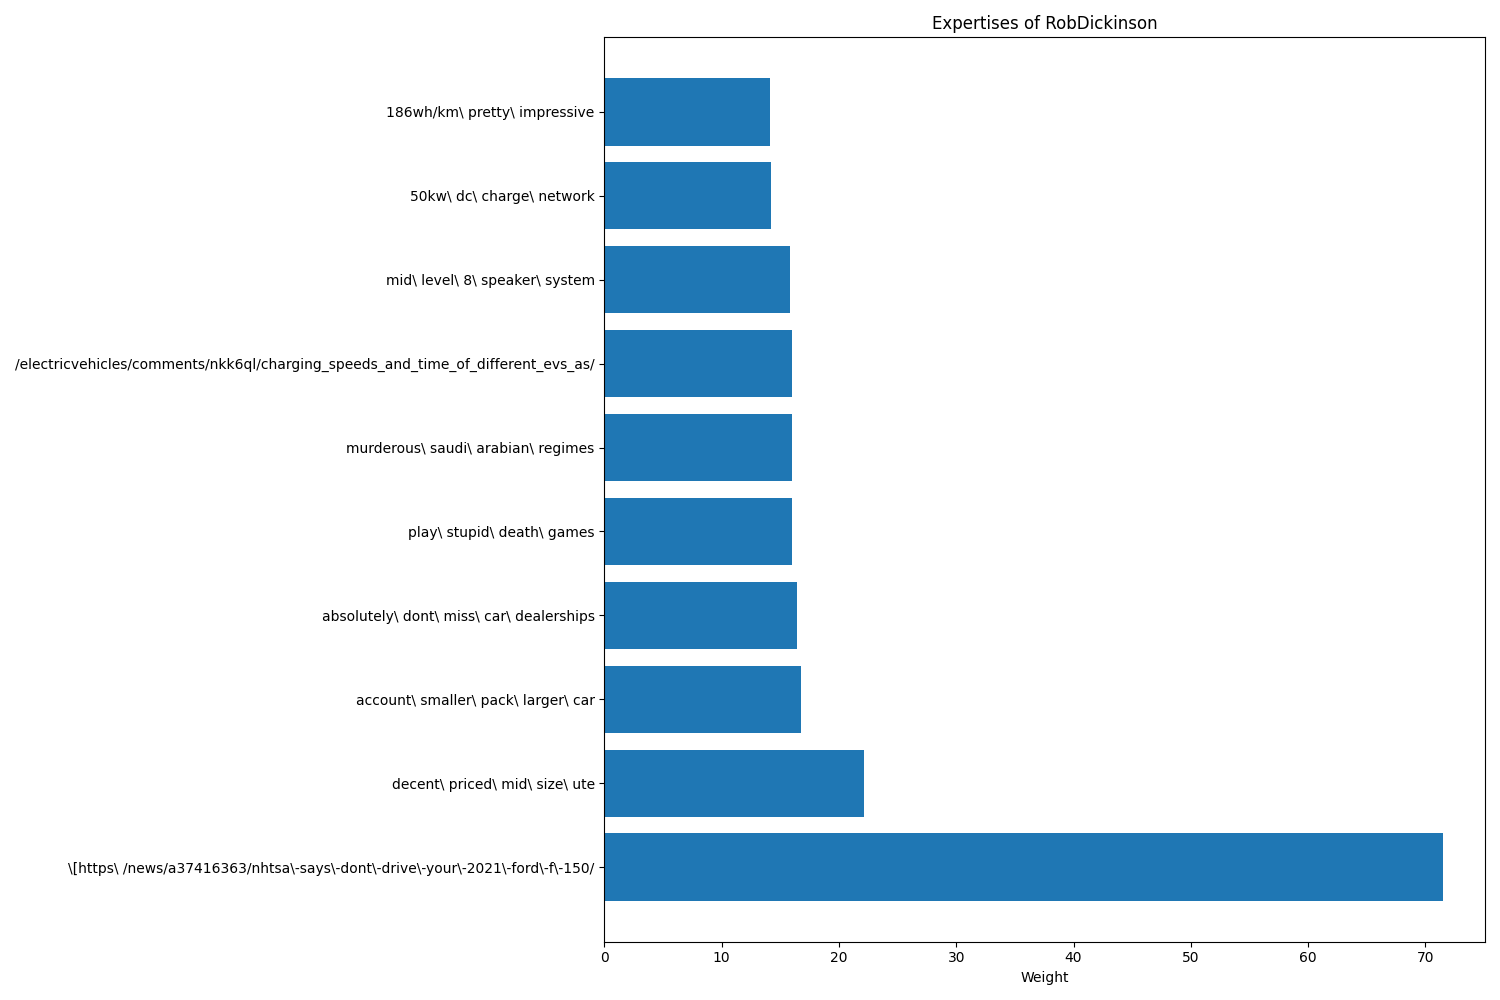 Expertises of RobDickinson
186wh/km\ pretty\ impressive
50kw\ dc\ charge\ network
mid\ level\ 8\ speaker\ system
/electricvehicles/comments/nkk6ql/charging_speeds_and_time_of_different_evs_as/
murderous\ saudi\ arabian\ regimes
play\ stupid\ death\ games
absolutely\ dont\ miss\ car\ dealerships
account\ smaller\ pack\ larger\ car
decent\ priced\ mid\ size\ ute
\[https\ /news/a37416363/nhtsa\-says\-dont\-drive\-your\-2021\-ford\-f\-150/
0 10 20 30 40 50 60 70
Weight